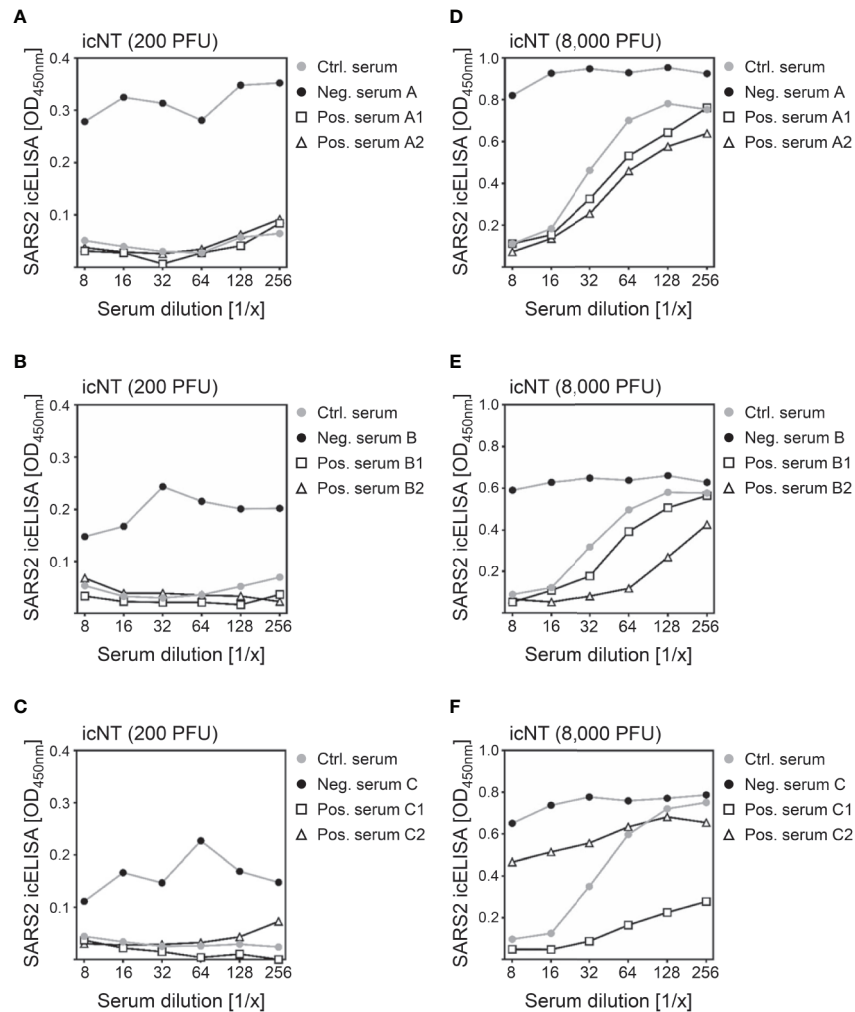 A
icNT (200 PFU)
SARS2 icELISA [OD450nm]
0.4
0.3
0.2
0.1
8 16 32 64 128 256
Serum dilution [1/x]
Ctrl. serum
Neg. serum A
Pos. serum A1
Pos. serum A2
D
icNT (8,000 PFU)
SARS2 icELISA [OD450nm]
1.0
0.8
0.6
0.4
0.2
8 16 32 64 128 256
Serum dilution [1/x]
Ctrl. serum
Neg. serum A
Pos. serum A1
Pos. serum A2
B
icNT (200 PFU)
SARS2 icELISA [OD450nm]
0.4
0.3
0.2
0.1
8 16 32 64 128 256
Serum dilution [1/x]
Ctrl. serum
Neg. serum B
Pos. serum B1
Pos. serum B2
E
icNT (8,000 PFU)
SARS2 icELISA [OD450nm]
1.0
0.8
0.6
0.4
0.2
8 16 32 64 128 256
Serum dilution [1/x]
Ctrl. serum
Neg. serum B
Pos. serum B1
Pos. serum B2
C
icNT (200 PFU)
SARS2 icELISA [OD450nm]
0.4
0.3
0.2
0.1
8 16 32 64 128 256
Serum dilution [1/x]
Ctrl. serum
Neg. serum C
Pos. serum C1
Pos. serum C2
F
icNT (8,000 PFU)
SARS2 icELISA [OD450nm]
1.0
0.8
0.6
0.4
0.2
8 16 32 64 128 256
Serum dilution [1/x]
Ctrl. serum
Neg. serum C
Pos. serum C1
Pos. serum C2